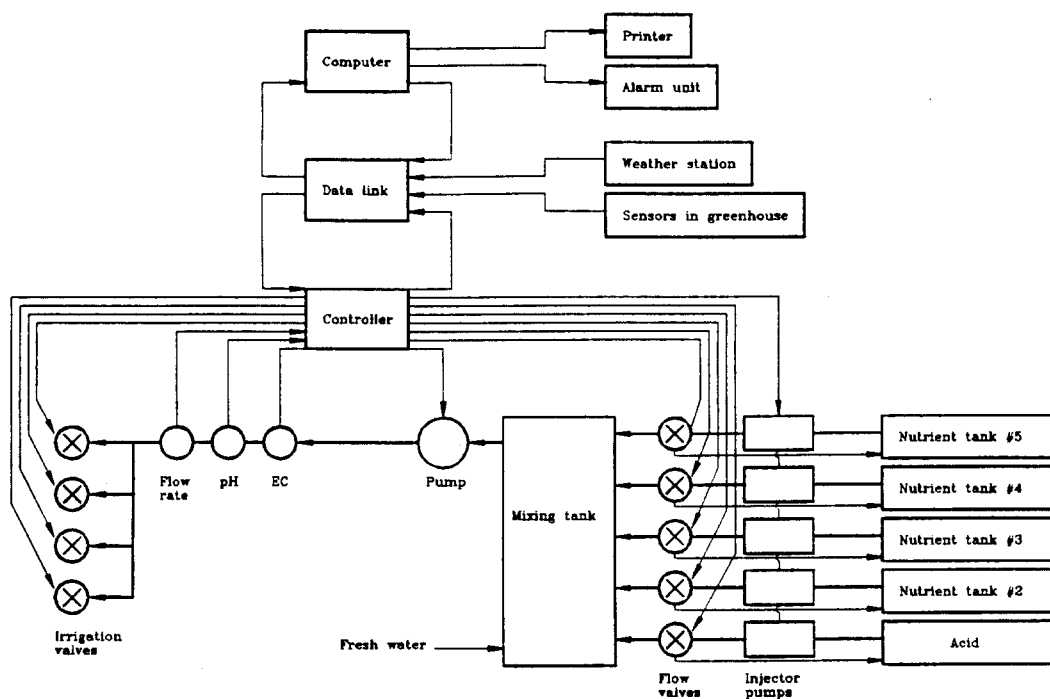 Printer
Computer
Alarm unit
Weather station
Data link
Sensors in greenhouse
Controller
Nutrient tank #5
Flow
rate
pH
EC
Pump
Nutrient tank #4
Mixing tank
Nutrient tank #3
Nutrient tank #2
Irrigation
valves
Fresh water
Acid
Flow
valves
Injector
pumps